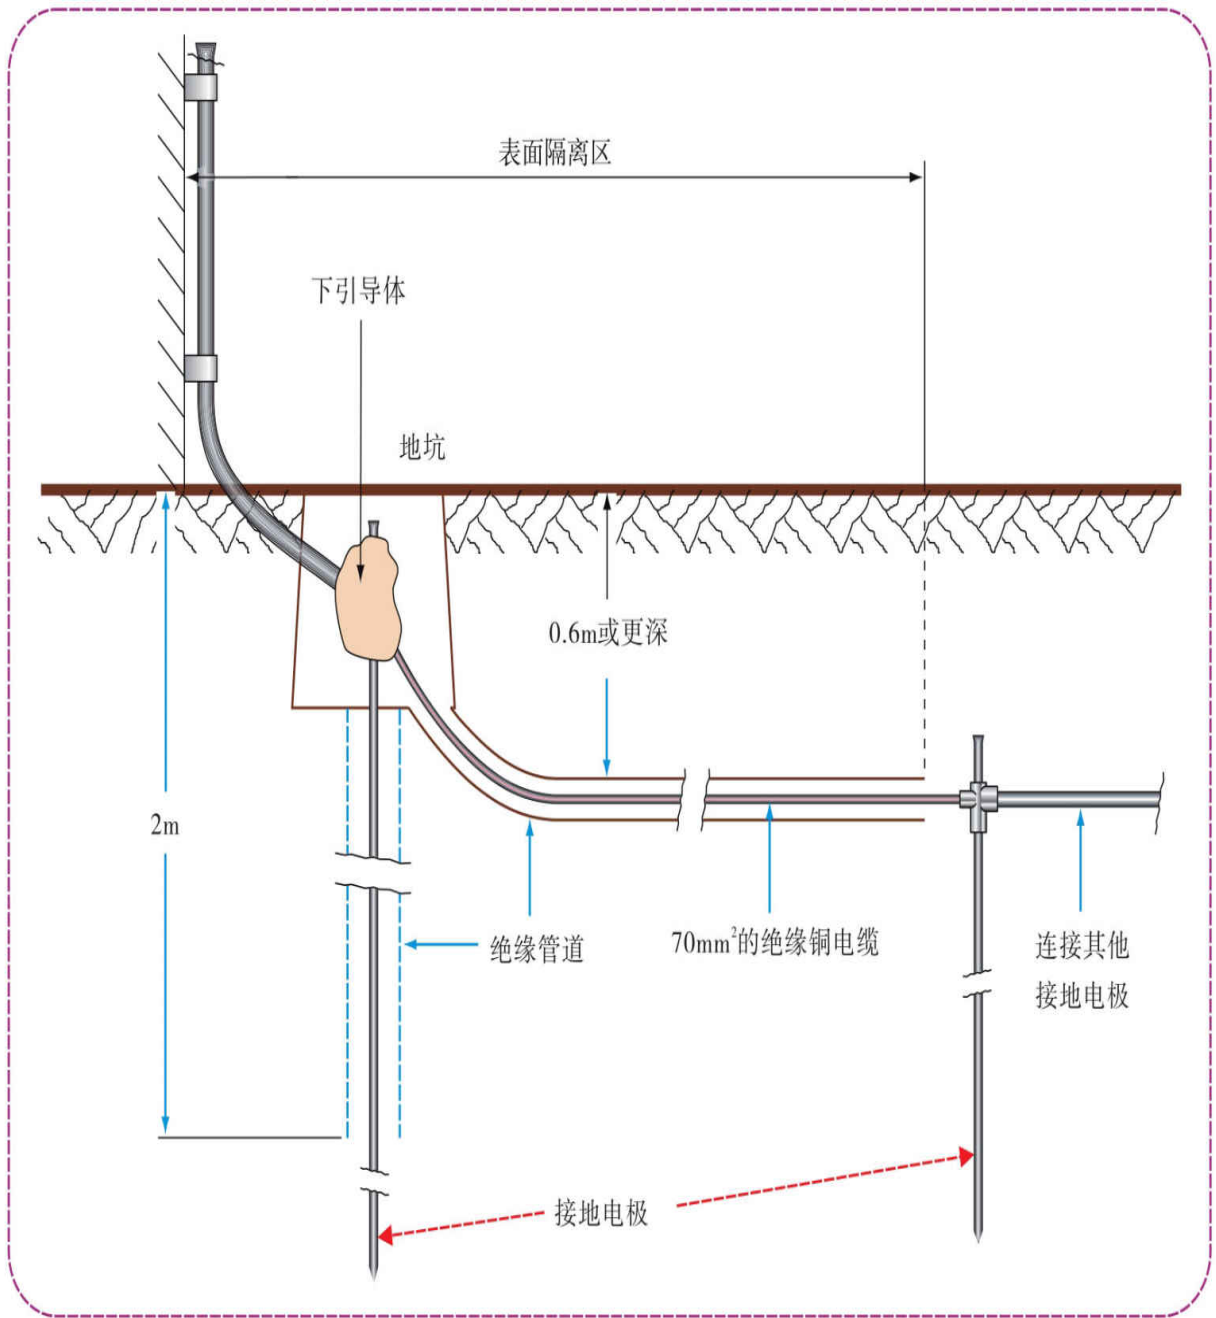 表面隔离区
下引导体
地坑
0.6m或更深
2m
绝缘管道
70mm²的绝缘铜电缆
连接其他
接地电极
接地电极